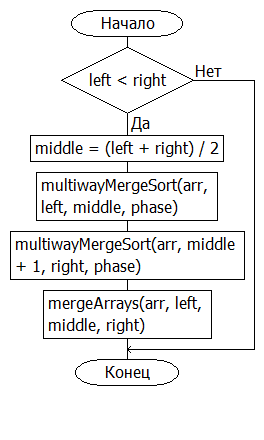 Начало
left < right
Нет
Да
middle = (left + right) / 2
multiwayMergeSort(arr,
left, middle, phase)
multiwayMergeSort(arr, middle
+ 1, right, phase)
mergeArrays(arr, left,
middle, right)
Конец